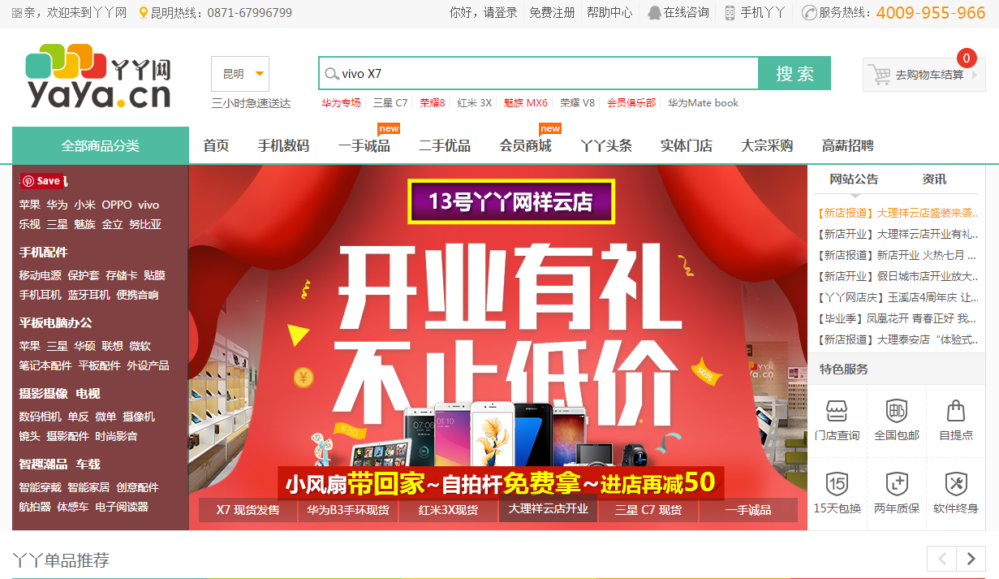 亲，欢迎来到丫丫网 昆明热线：0871-67996799 你好，请登录 免费注册 帮助中心 在线咨询 手机丫丫 服务热线：4009-955-966
丫丫网
YaYa.cn
昆明
三小时急速送达
vivo X7
搜 索
0
去购物车结算
华为专场 三星 C7 荣耀8 红米 3X 魅族 MX6 荣耀 V8 会员俱乐部 华为Mate book
new new
全部商品分类 首页 手机数码 一手诚品 二手优品 会员商城 丫丫头条 实体门店 大宗采购 高薪招聘
Save
苹果 华为 小米 OPPO vivo
乐视 三星 魅族 金立 努比亚
手机配件
移动电源 保护套 存储卡 贴膜
手机耳机 蓝牙耳机 便携音响
平板电脑办公
苹果 三星 华硕 联想 微软
笔记本配件 平板配件 外设产品
摄影摄像 电视
数码相机 单反 微单 摄像机
镜头 摄影配件 时尚影音
智趣潮品 车载
智能穿戴 智能家居 创意配件
航拍器 体感车 电子阅读器
13号丫丫网祥云店
开业有礼
不止低价
50元
¥
¥50
07:06
01:10
小风扇带回家~自拍杆免费拿~进店再减50
X7 现货发售 华为B3手环现货 红米3X现货 大理祥云店开业 三星 C7 现货 一手诚品
网站公告 资讯
【新店报道】大理祥云店盛装来袭..
【新店开业】大理祥云店开业有礼..
【新店报道】新店开业 火热七月 ...
【新店开业】假日城市店开业放大..
【丫丫网店庆】玉溪店4周年庆 让...
【毕业季】凤凰花开 青春正好 我...
【新店报道】大理泰安店“体验式..
特色服务
门店查询 全国包邮 自提点
15
15天包换 两年质保 软件终身
丫丫单品推荐